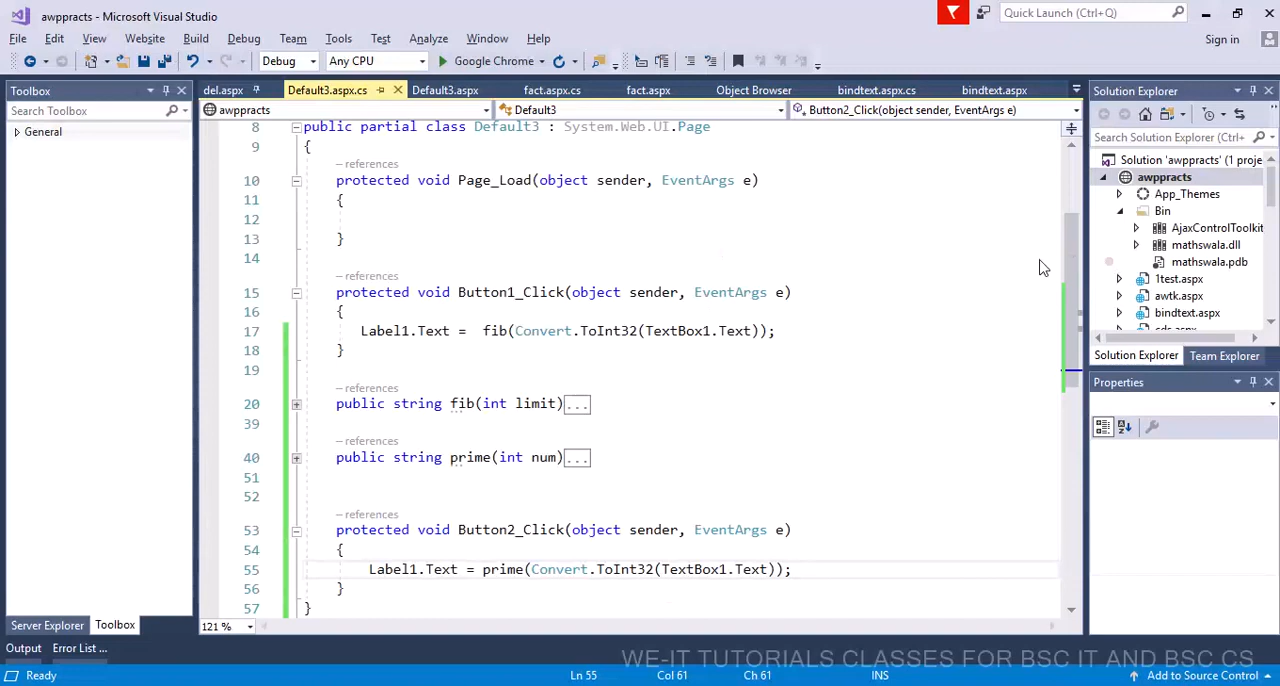 awppracts - Microsoft Visual Studio
Quick Launch (Ctrl+Q)
File Edit View Website Build Debug Team Tools Test Analyze Window Help
Sign in
Debug Any CPU Google Chrome
Toolbox
del.aspx Default3.aspx.cs Default3.aspx fact.aspx.cs fact.aspx Object Browser bindtext.aspx.cs bindtext.aspx
Solution Explorer
Search Toolbox
awppracts Default3 Button2_Click(object sender, EventArgs e)
General
Search Solution Explorer (Ctrl+
Solution 'awppracts' (1 proje
awppracts
App_Themes
Bin
AjaxControlToolkit
mathswala.dll
mathswala.pdb
1test.aspx
awtk.aspx
bindtext.aspx
cds.aspx
Solution Explorer Team Explorer
Properties
8 public partial class Default3 : System.Web.UI.Page
9 {
-references
10 protected void Page_Load(object sender, EventArgs e)
11 {
12
13 }
14
-references
15 protected void Button1_Click(object sender, EventArgs e)
16 {
17 Label1.Text = fib(Convert.ToInt32(TextBox1.Text));
18 }
19
-references
20 public string fib(int limit)...
39
-references
40 public string prime(int num)...
51
52
-references
53 protected void Button2_Click(object sender, EventArgs e)
54 {
55 Label1.Text = prime(Convert.ToInt32(TextBox1.Text));
56 }
57 }
121 %
Server Explorer Toolbox
Output Error List ...
WE-IT TUTORIALS CLASSES FOR BSC IT AND BSC CS
Ready Ln 55 Col 61 Ch 61 INS Add to Source Control